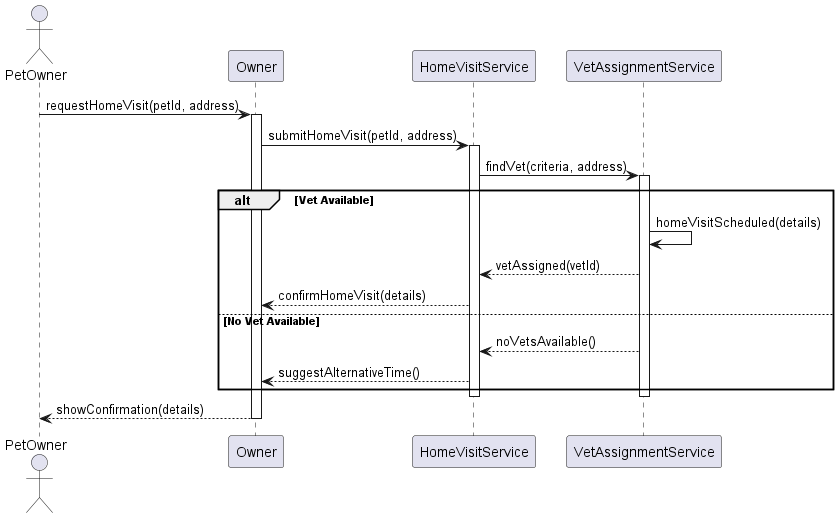 PetOwner
Owner
HomeVisitService
VetAssignmentService
requestHomeVisit(petId, address)
submitHomeVisit(petId, address)
findVet(criteria, address)
alt [Vet Available]
homeVisitScheduled(details)
vetAssigned(vetId)
confirmHomeVisit(details)
[No Vet Available]
noVetsAvailable()
suggestAlternativeTime()
showConfirmation(details)
PetOwner
Owner
HomeVisitService
VetAssignmentService